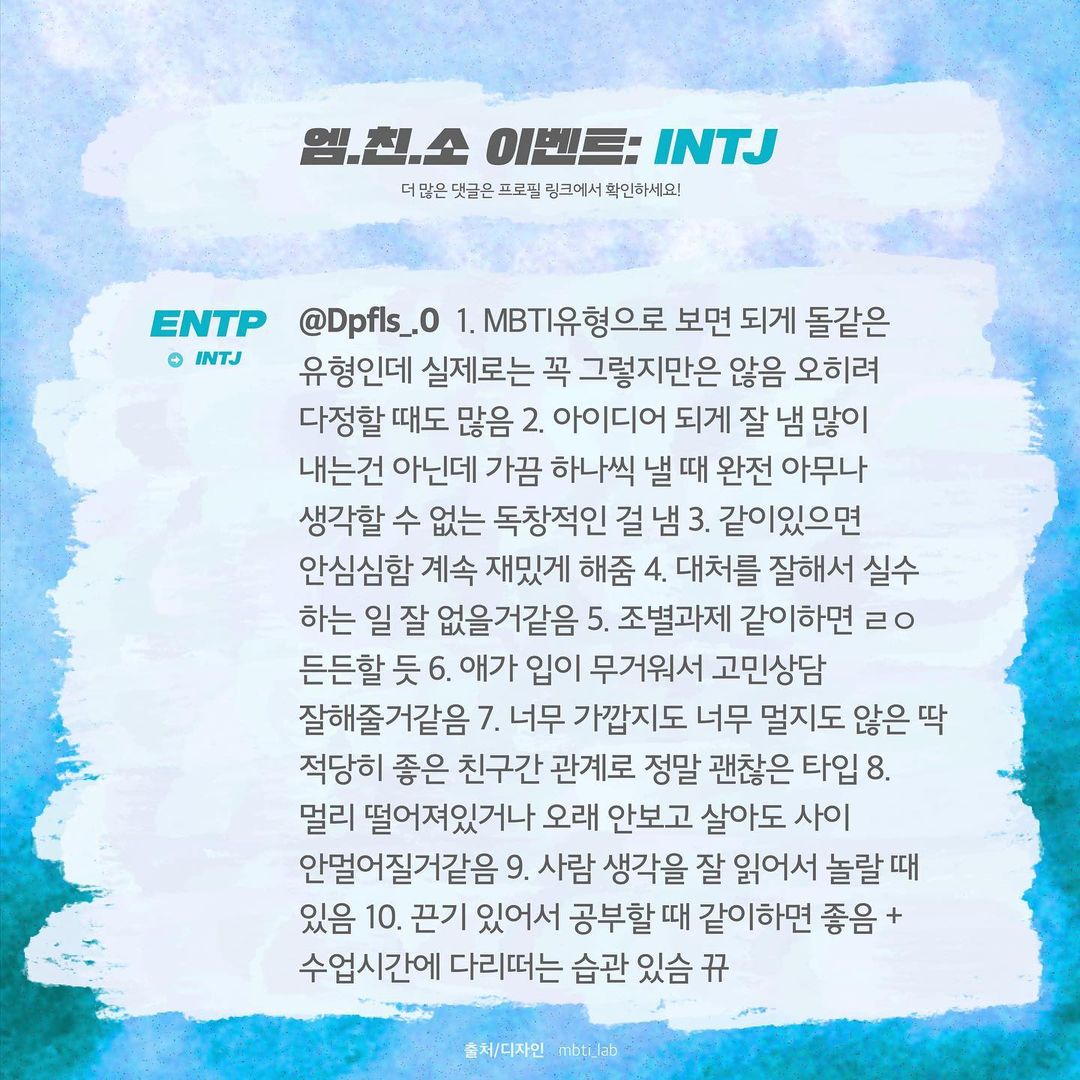 엠.친.소 이벤트: INTJ
더 많은 댓글은 프로필 링크에서 확인하세요!
ENTP
INTJ
@Dpfls_.0 1. MBTI유형으로 보면 되게 돌같은
유형인데 실제로는 꼭 그렇지만은 않음 오히려
다정할 때도 많음 2. 아이디어 되게 잘 냄 많이
내는건 아닌데 가끔 하나씩 낼 때 완전 아무나
생각할 수 없는 독창적인 걸 냄 3. 같이있으면
안심심함 계속 재밌게 해줌 4. 대처를 잘해서 실수
하는 일 잘 없을거같음 5. 조별과제 같이하면 ㄹㅇ
든든할 듯 6. 애가 입이 무거워서 고민상담
잘해줄거같음 7. 너무 가깝지도 너무 멀지도 않은 딱
적당히 좋은 친구간 관계로 정말 괜찮은 타입 8.
멀리 떨어져있거나 오래 안보고 살아도 사이
안멀어질거같음 9. 사람 생각을 잘 읽어서 놀랄 때
있음 10. 끈기 있어서 공부할 때 같이하면 좋음 +
수업시간에 다리떠는 습관 있슴 뀨
출처/디자인 mbti_lab